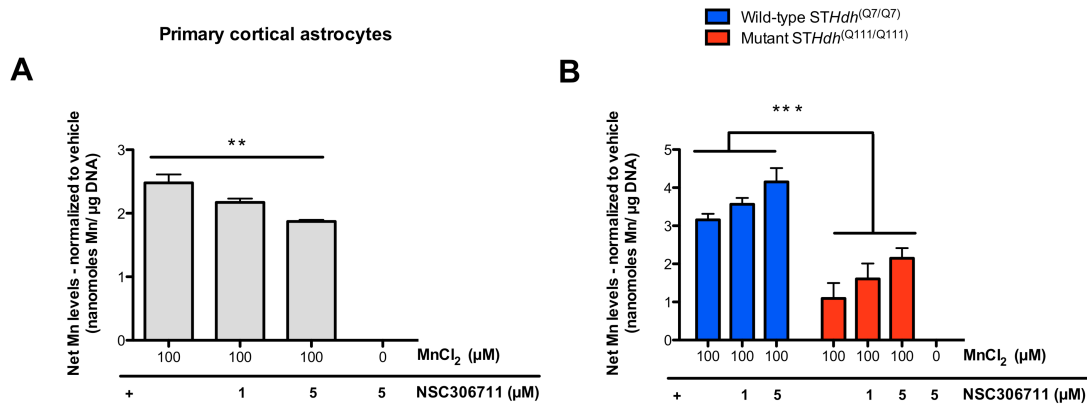 Primary cortical astrocytes
Wild-type STHdh(Q7/Q7)
Mutant STHdh(Q111/Q111)
A
Net Mn levels - normalized to vehicle
(nanomoles Mn/ µg DNA)
3
2
1
0
**
100 100 100 0 MnCl2 (µM)
+ 1 5 5 NSC306711 (µM)
B
Net Mn levels - normalized to vehicle
(nanomoles Mn/ µg DNA)
5
4
3
2
1
0
***
100 100 100 100 100 100 0 MnCl2 (µM)
+ 1 5 + 1 5 5 NSC306711 (µM)